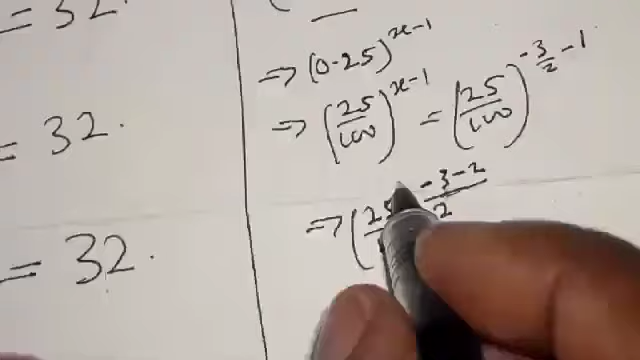 = 32.
= 32.
= 32.
(
⇒ (0.25)^{x-1}
⇒ (25/100)^{x-1} = (25/100)^{-3/2 - 1}
⇒ (25/ ^{(-3-2)/2}